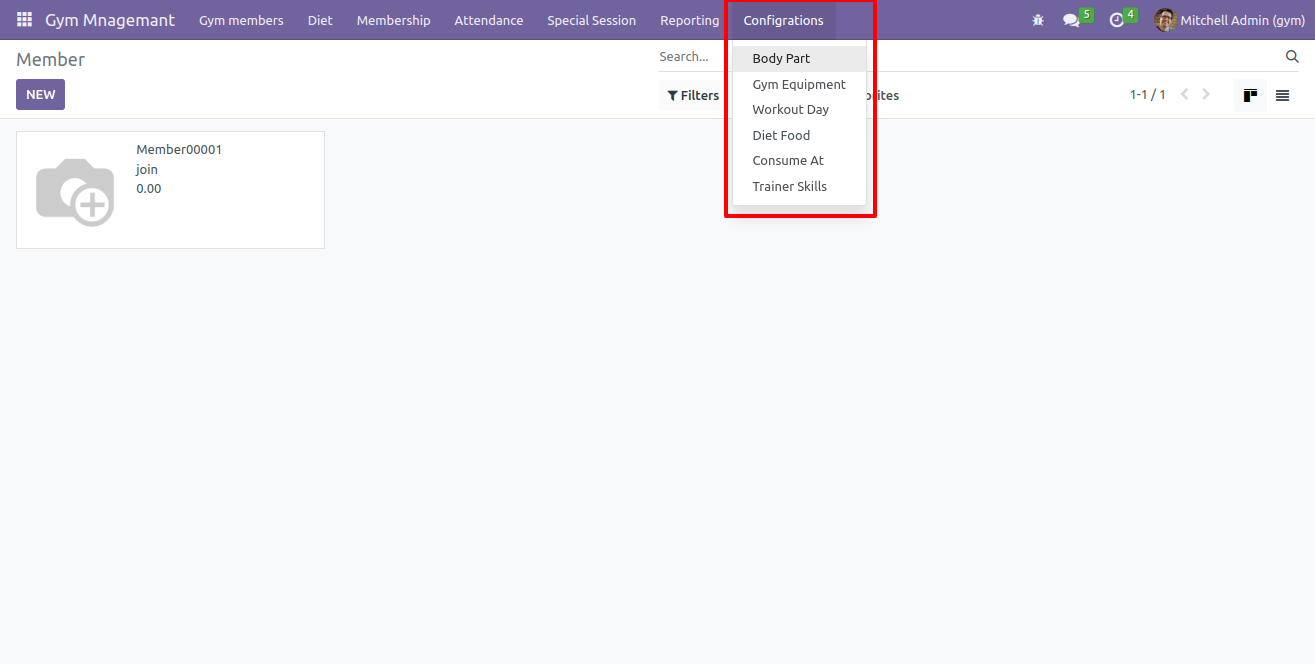 Gym Mnagemant Gym members Diet Membership Attendance Special Session Reporting Configrations 5 4 Mitchell Admin (gym)
Member
Search...
NEW
Filters
orites
1-1 / 1
Body Part
Gym Equipment
Workout Day
Diet Food
Consume At
Trainer Skills
Member00001
join
0.00